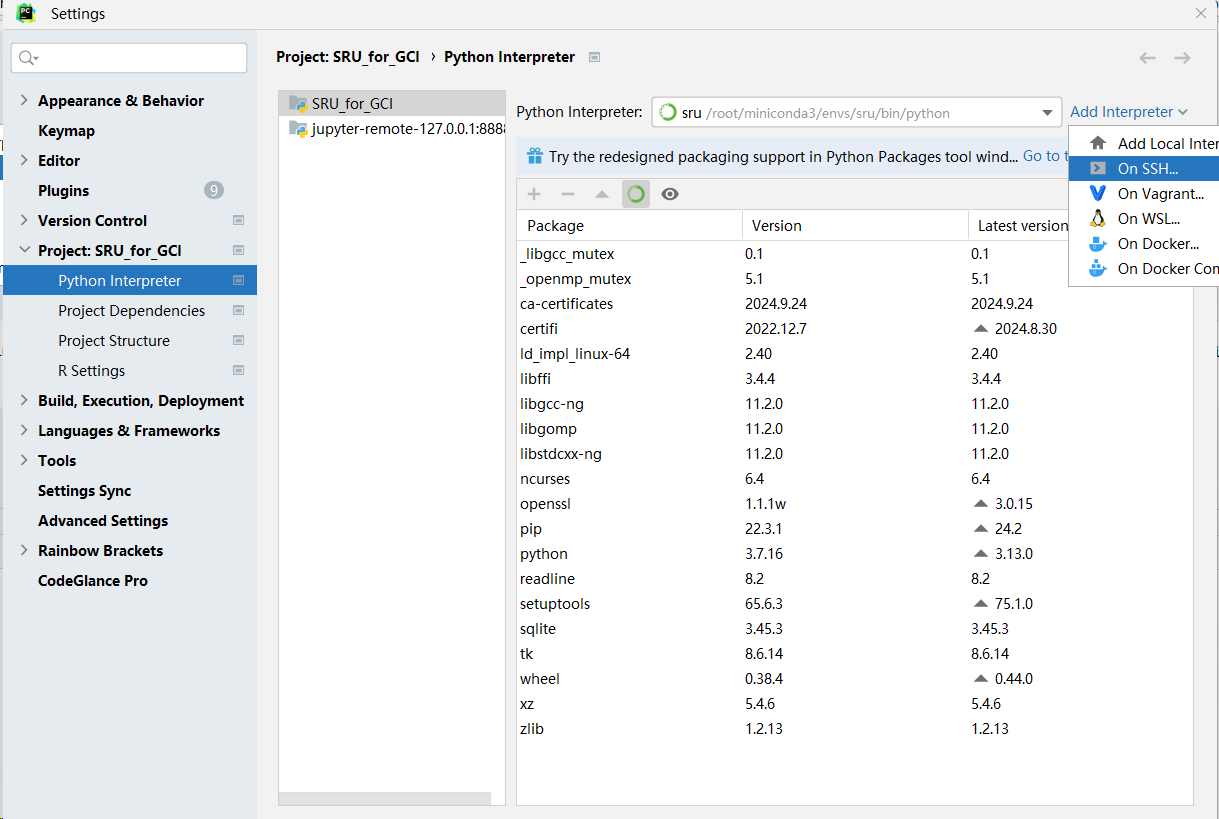 Settings
Project: SRU_for_GCI › Python Interpreter
Appearance & Behavior
Keymap
Editor
Plugins 9
Version Control
Project: SRU_for_GCI
Python Interpreter
Project Dependencies
Project Structure
R Settings
Build, Execution, Deployment
Languages & Frameworks
Tools
Settings Sync
Advanced Settings
Rainbow Brackets
CodeGlance Pro
SRU_for_GCI
jupyter-remote-127.0.0.1:8888
Python Interpreter: sru /root/miniconda3/envs/sru/bin/python Add Interpreter
Try the redesigned packaging support in Python Packages tool wind... Go to t
Add Local Inter
On SSH...
On Vagrant...
On WSL...
On Docker...
On Docker Com
Package Version Latest version
_libgcc_mutex 0.1 0.1
_openmp_mutex 5.1 5.1
ca-certificates 2024.9.24 2024.9.24
certifi 2022.12.7 2024.8.30
ld_impl_linux-64 2.40 2.40
libffi 3.4.4 3.4.4
libgcc-ng 11.2.0 11.2.0
libgomp 11.2.0 11.2.0
libstdcxx-ng 11.2.0 11.2.0
ncurses 6.4 6.4
openssl 1.1.1w 3.0.15
pip 22.3.1 24.2
python 3.7.16 3.13.0
readline 8.2 8.2
setuptools 65.6.3 75.1.0
sqlite 3.45.3 3.45.3
tk 8.6.14 8.6.14
wheel 0.38.4 0.44.0
xz 5.4.6 5.4.6
zlib 1.2.13 1.2.13